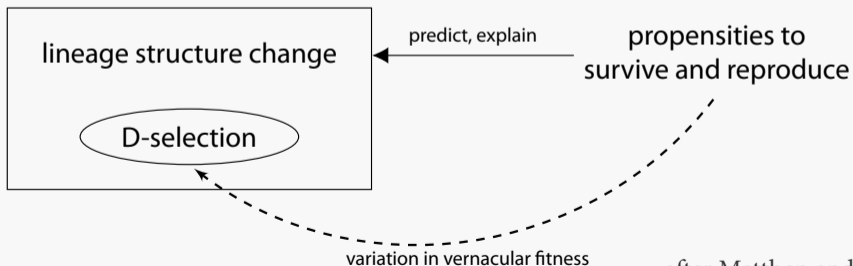 lineage structure change
predict, explain
propensities to
survive and reproduce
D-selection
variation in vernacular fitness